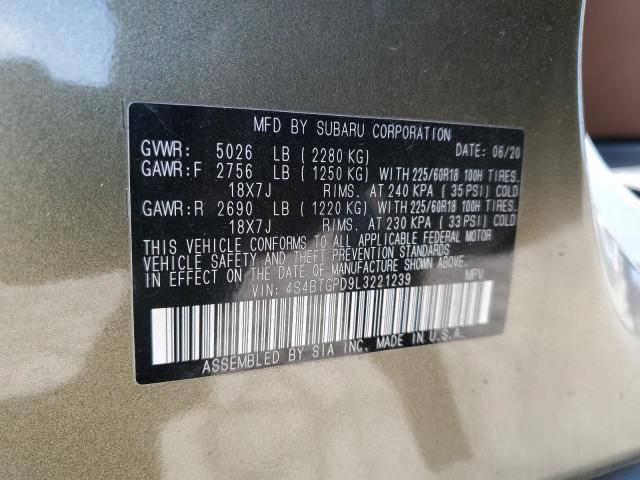 MFD BY SUBARU CORPORATION
GVWR: 5026 LB ( 2280 KG) DATE: 06/20
GAWR:F 2756 LB ( 1250 KG) WITH 225/60R18 100H TIRES.
18X7J RIMS. AT 240 KPA ( 35 PSI) COLD
GAWR:R 2690 LB ( 1220 KG) WITH 225/60R18 100H TIRES.
18X7J RIMS. AT 230 KPA ( 33 PSI) COLD
THIS VEHICLE CONFORMS TO ALL APPLICABLE FEDERAL MOTOR
VEHICLE SAFETY AND THEFT PREVENTION STANDARDS
IN EFFECT ON THE DATE OF MANUFACTURE SHOWN ABOVE.
VIN: 4S4BTGPD9L3221239 MPV
ASSEMBLED BY SIA INC. MADE IN U.S.A.